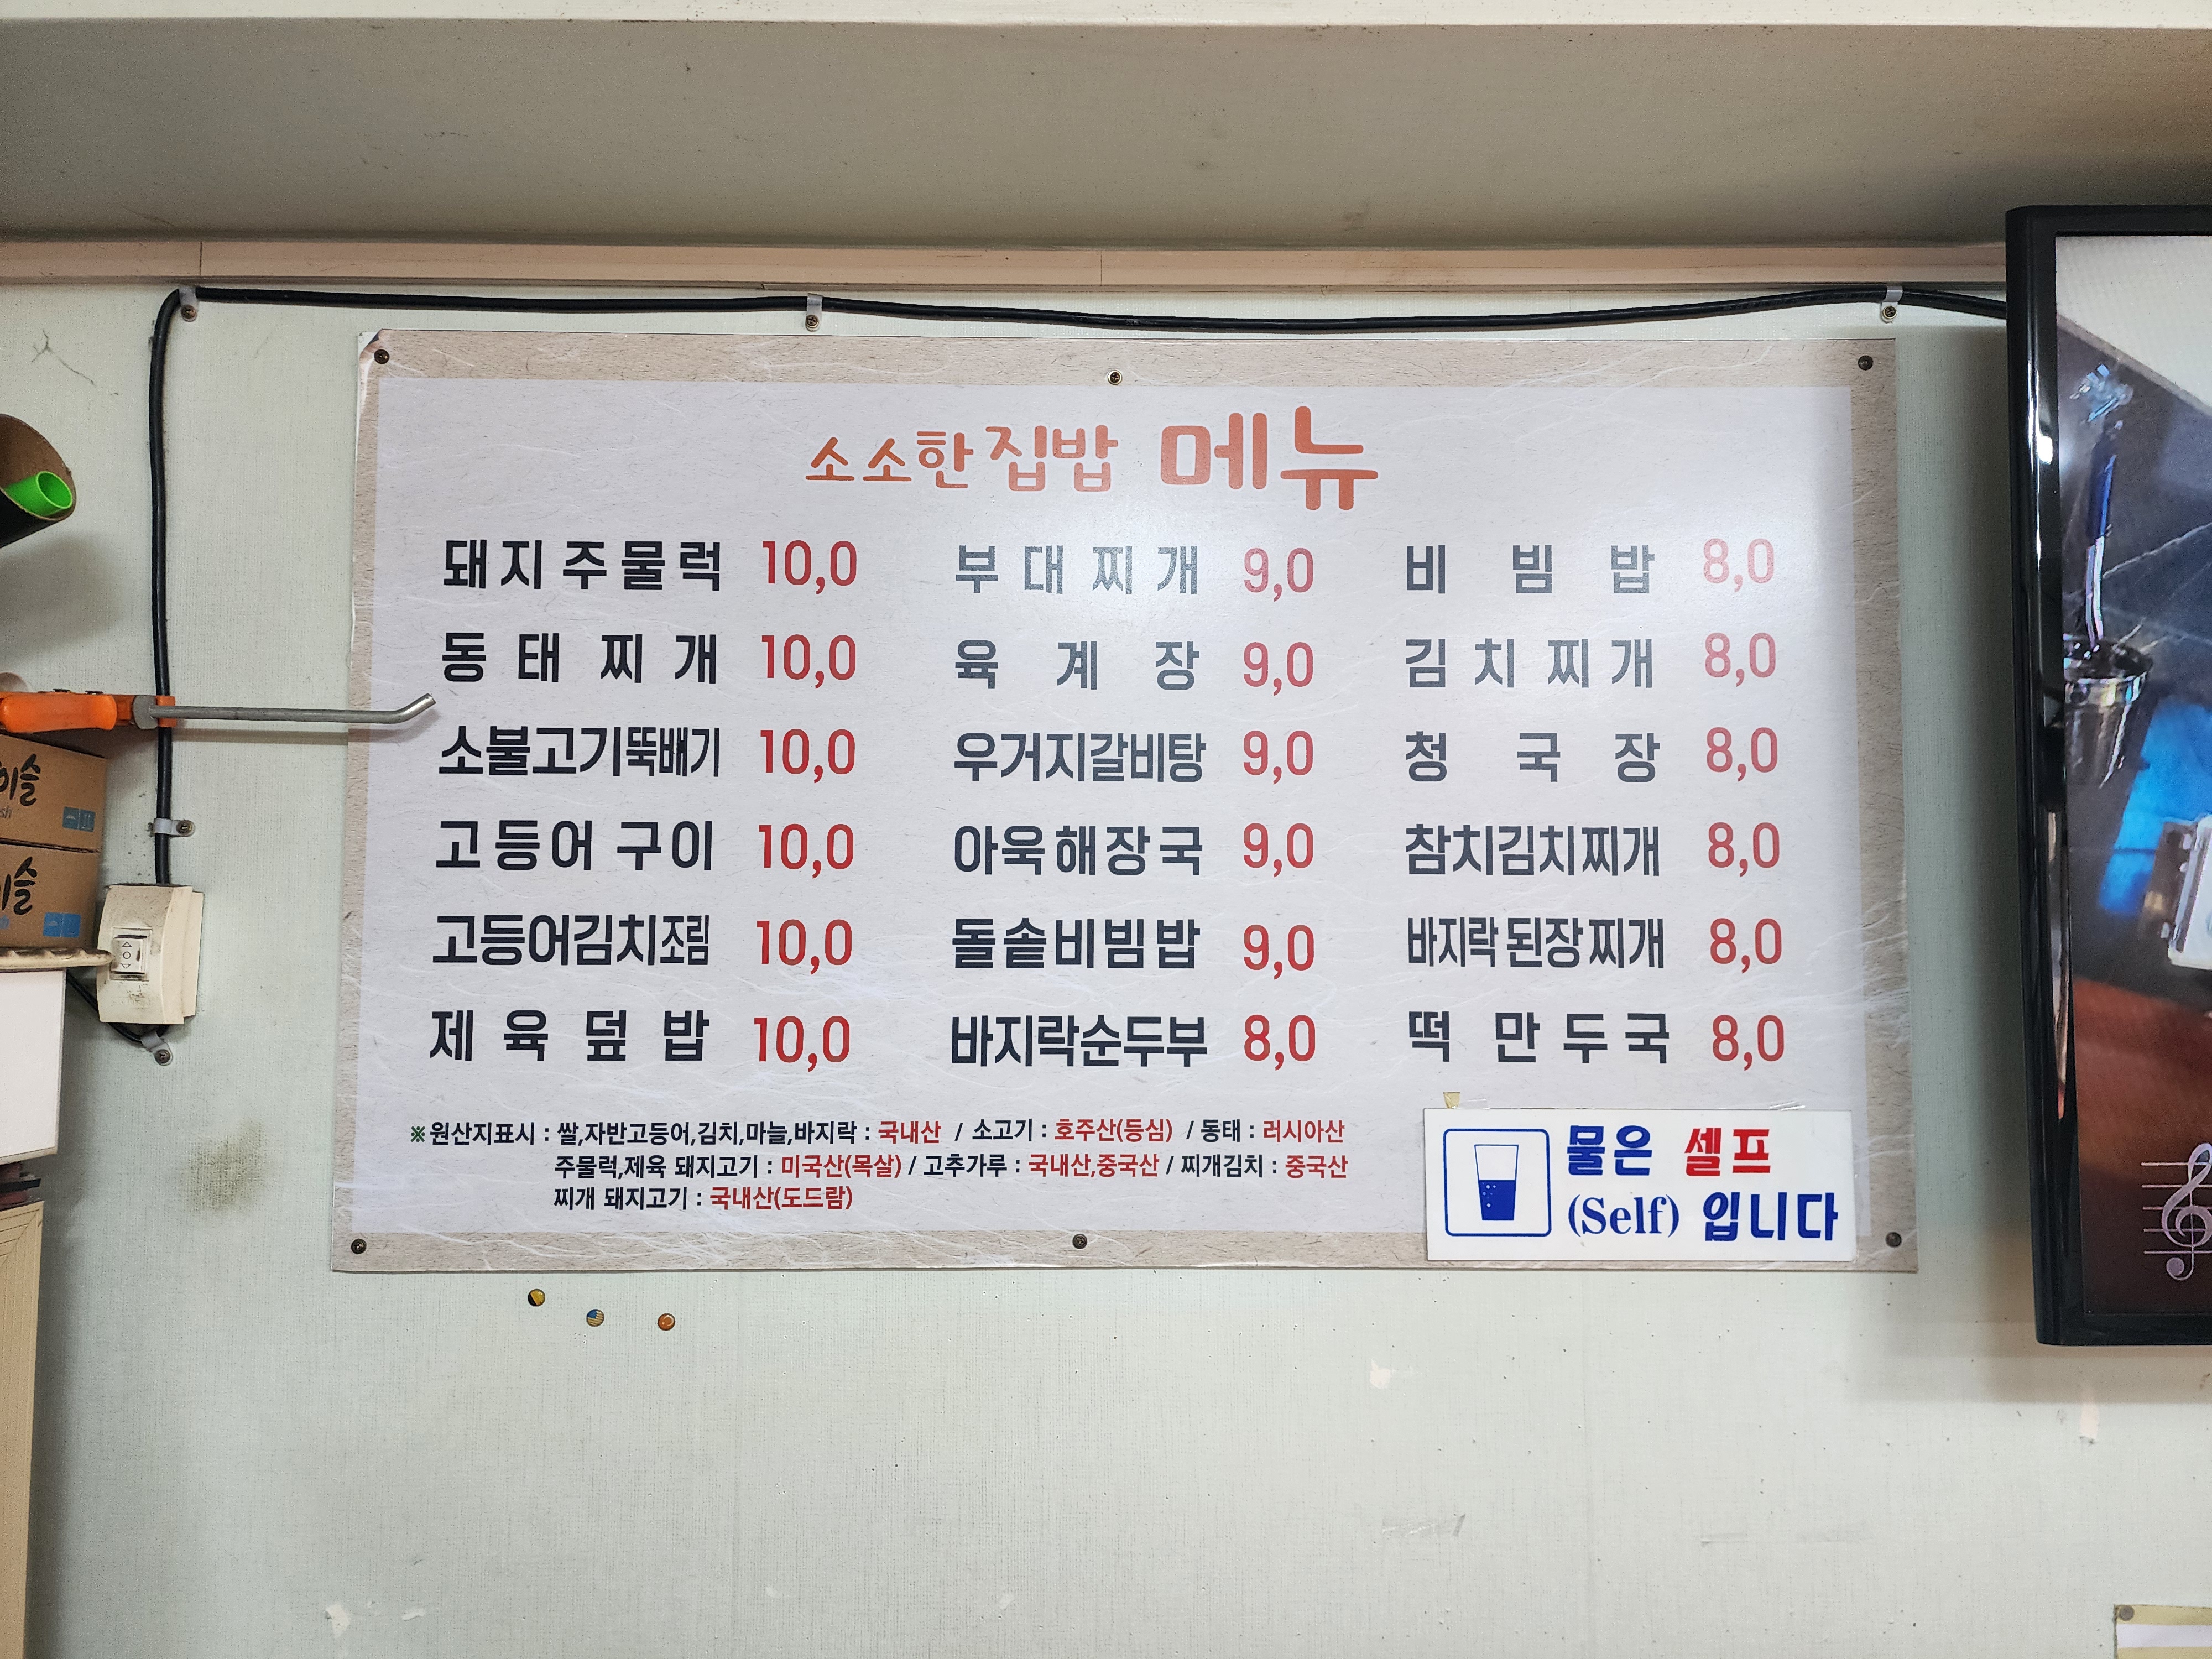 소소한집밥 메뉴
돼지주물럭 10,0 부대찌개 9,0 비빔밥 8,0
동태찌개 10,0 육계장 9,0 김치찌개 8,0
소불고기뚝배기 10,0 우거지갈비탕 9,0 청국장 8,0
고등어 구이 10,0 아욱해장국 9,0 참치김치찌개 8,0
고등어김치조림 10,0 돌솥비빔밥 9,0 바지락 된장찌개 8,0
제육덮밥 10,0 바지락순두부 8,0 떡만두국 8,0
※원산지표시 : 쌀,자반고등어,김치,마늘,바지락 : 국내산 / 소고기 : 호주산(등심) / 동태 : 러시아산
주물럭,제육 돼지고기 : 미국산(목살) / 고추가루 : 국내산,중국산 / 찌개김치 : 중국산
찌개 돼지고기 : 국내산(도드람)
물은 셀프
(Self) 입니다
이슬
sh
이슬